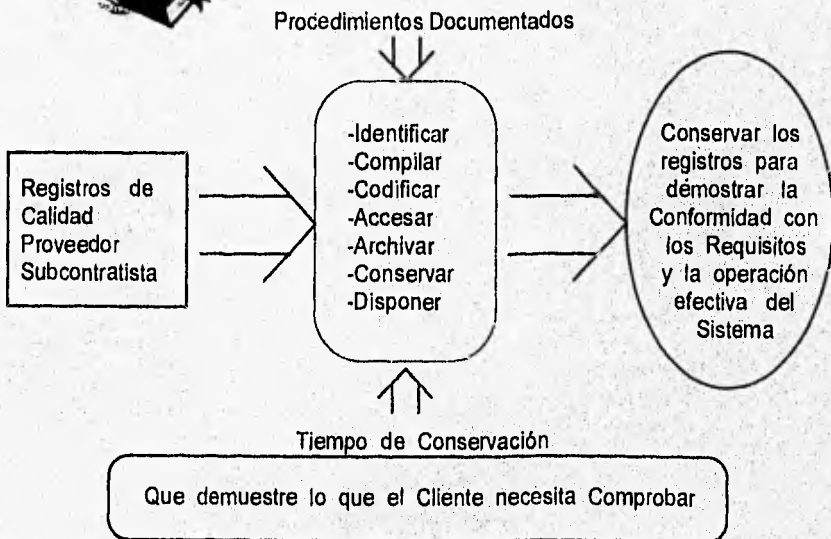 Procedimientos Documentados
Registros de
Calidad
Proveedor
Subcontratista
-Identificar
-Compilar
-Codificar
-Accesar
-Archivar
-Conservar
-Disponer
Conservar los
registros para
démostrar la
Conformidad con
los Requisitos
y la operación
efectiva del
Sistema
Tiempo de Conservación
Que demuestre lo que el Cliente necesita Comprobar